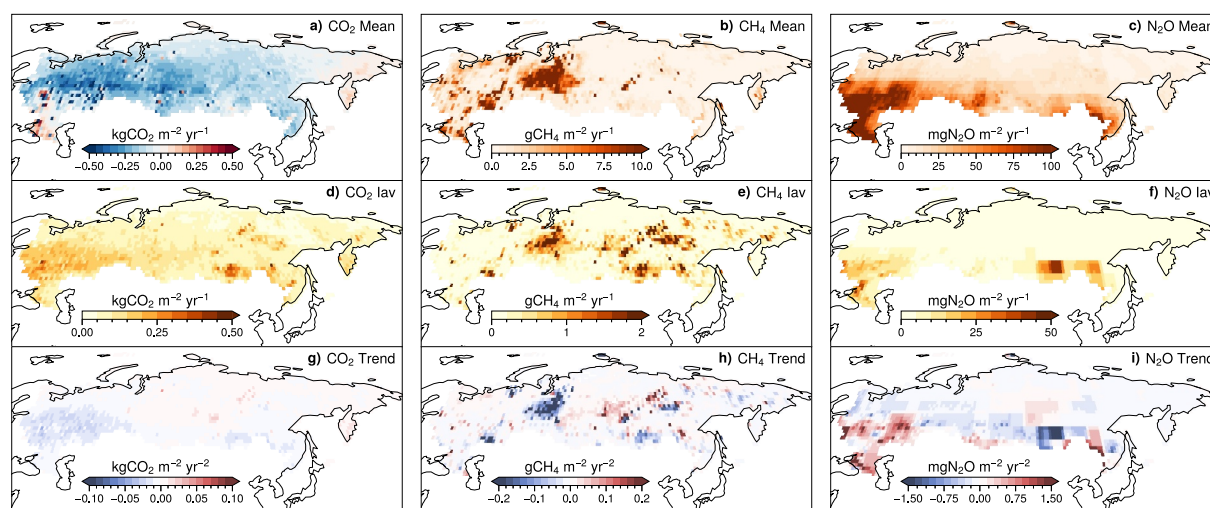 a) CO₂ Mean
kgCO₂ m⁻² yr⁻¹
−0.50 −0.25 0.00 0.25 0.50
b) CH₄ Mean
gCH₄ m⁻² yr⁻¹
0.0 2.5 5.0 7.5 10.0
c) N₂O Mean
mgN₂O m⁻² yr⁻¹
0 25 50 75 100
d) CO₂ Iav
kgCO₂ m⁻² yr⁻¹
0.00 0.25 0.50
e) CH₄ Iav
gCH₄ m⁻² yr⁻¹
0 1 2
f) N₂O Iav
mgN₂O m⁻² yr⁻¹
0 25 50
g) CO₂ Trend
kgCO₂ m⁻² yr⁻²
−0.10 −0.05 0.00 0.05 0.10
h) CH₄ Trend
gCH₄ m⁻² yr⁻²
−0.2 −0.1 0.0 0.1 0.2
i) N₂O Trend
mgN₂O m⁻² yr⁻²
−1.50 −0.75 0.00 0.75 1.50